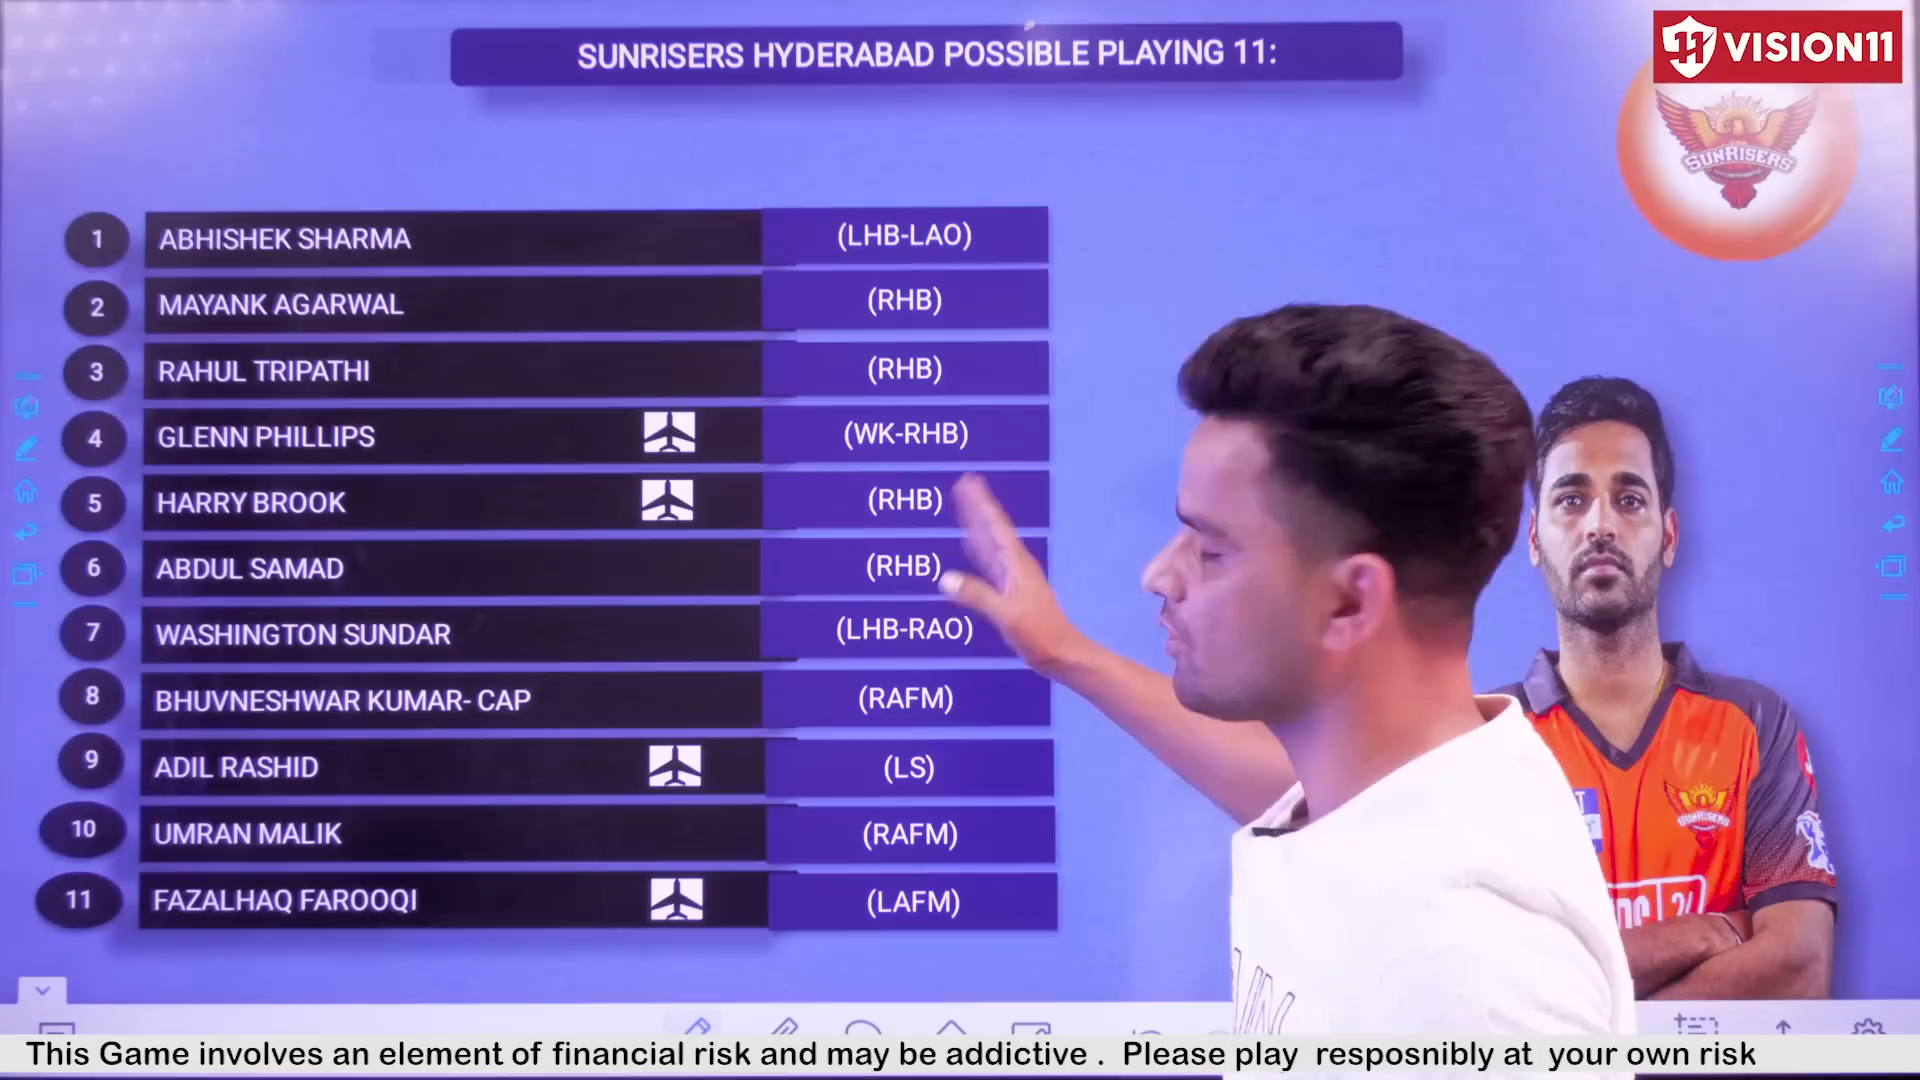 SUNRISERS HYDERABAD POSSIBLE PLAYING 11:
VISION11
SUNRISERS
1 ABHISHEK SHARMA (LHB-LAO)
2 MAYANK AGARWAL (RHB)
3 RAHUL TRIPATHI (RHB)
4 GLENN PHILLIPS (WK-RHB)
5 HARRY BROOK (RHB)
6 ABDUL SAMAD (RHB)
7 WASHINGTON SUNDAR (LHB-RAO)
8 BHUVNESHWAR KUMAR- CAP (RAFM)
9 ADIL RASHID (LS)
10 UMRAN MALIK (RAFM)
11 FAZALHAQ FAROOQI (LAFM)
SUNRISERS
This Game involves an element of financial risk and may be addictive . Please play resposnibly at your own risk